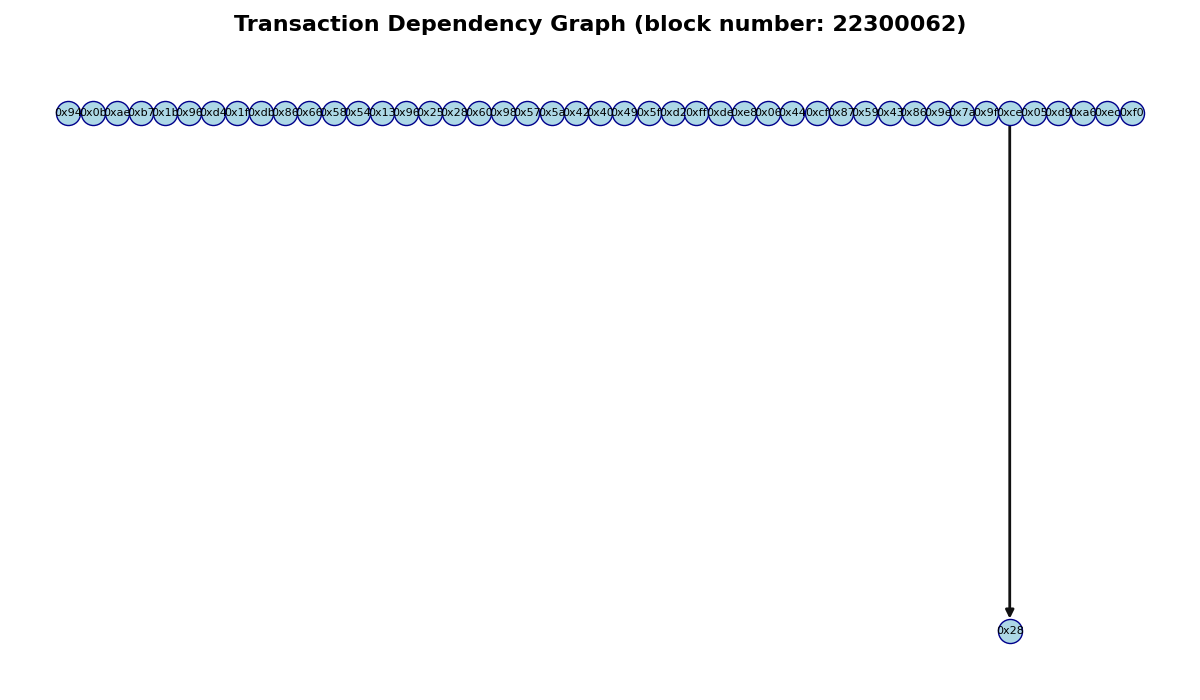 Transaction Dependency Graph (block number: 22300062)
0x94 0x0b 0xae 0xb7 0x1b 0x96 0xd4 0x1f 0xdb 0x86 0x66 0x58 0x54 0x13 0x96 0x25 0x28 0x60 0x98 0x57 0x5a 0x42 0x40 0x49 0x5f 0xd2 0xff 0xde 0xe8 0x06 0x44 0xcf 0x87 0x59 0x43 0x86 0x9e 0x7a 0x9f 0xce 0x05 0xd9 0xa6 0xec 0xf0
0x28